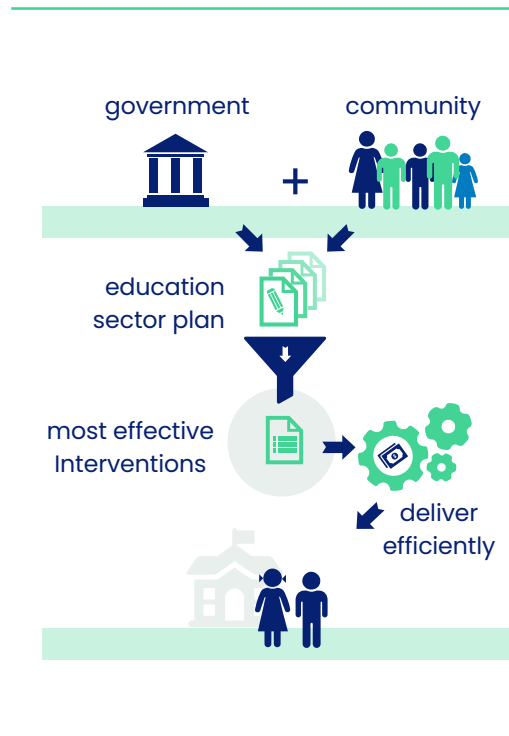 government
community
+
education
sector plan
most effective
Interventions
deliver
efficiently